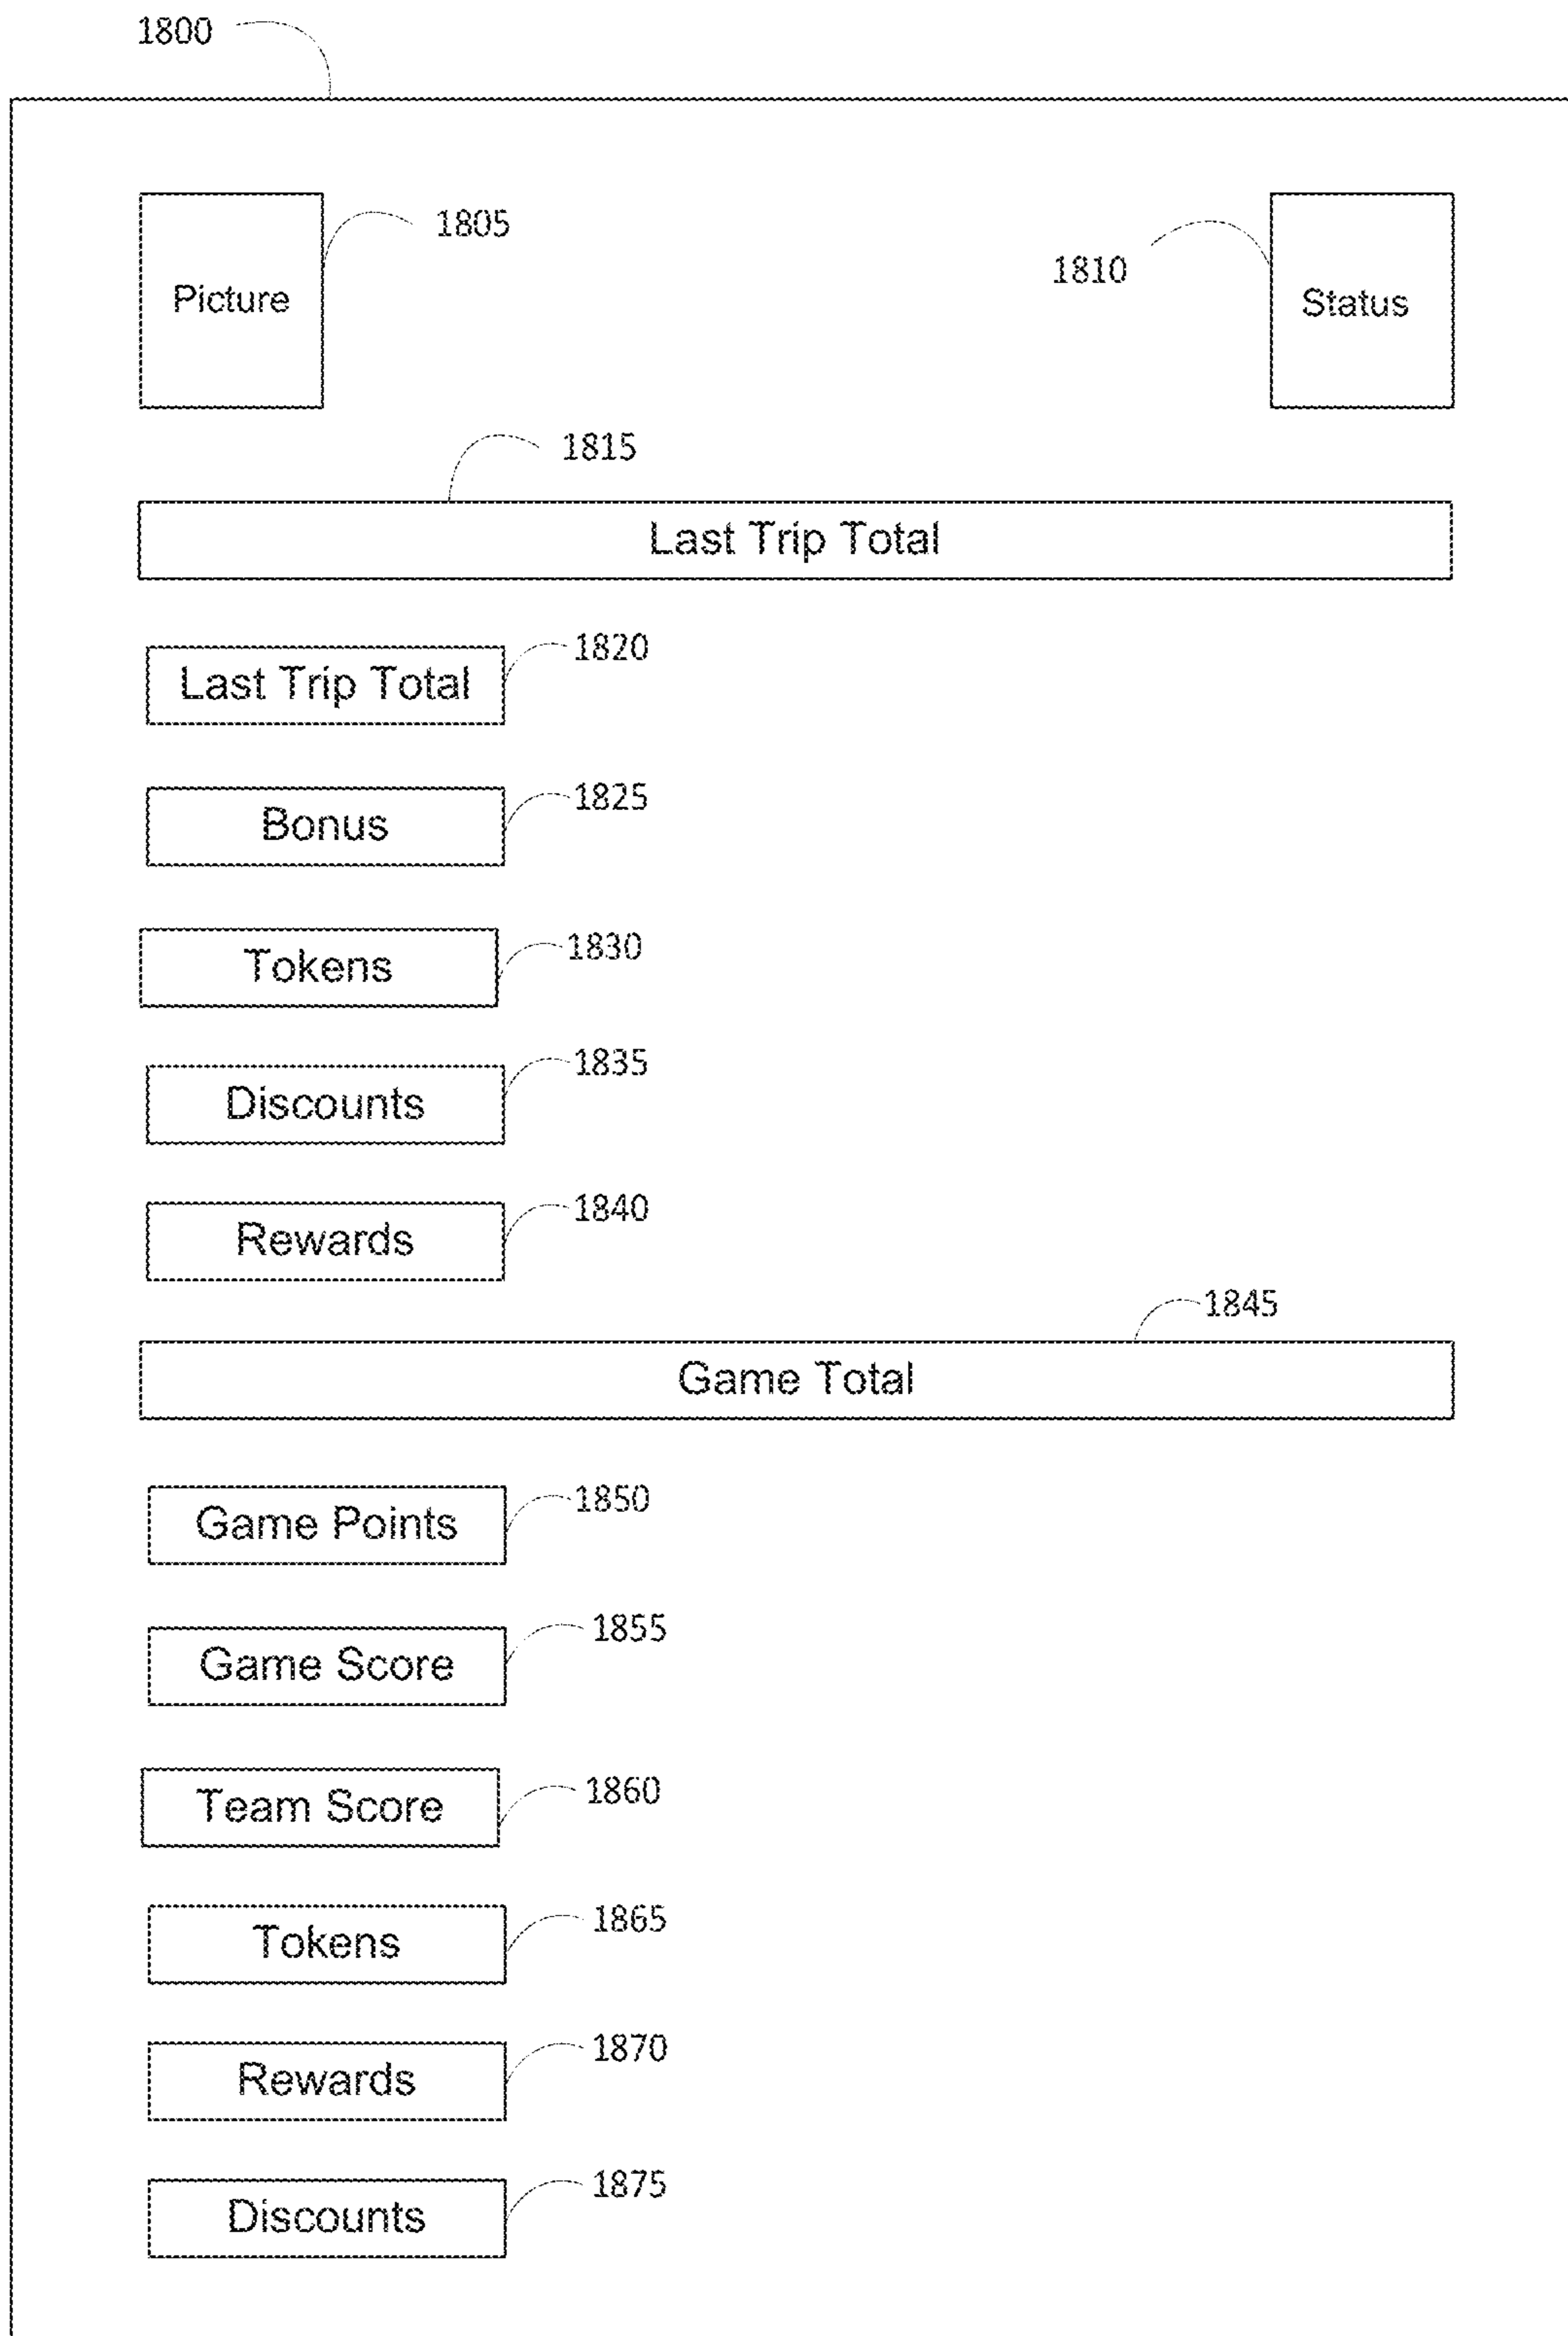 1800
1805
Picture
1810
Status
1815
Last Trip Total
1820
Last Trip Total
1825
Bonus
1830
Tokens
1835
Discounts
1840
Rewards
1845
Game Total
1850
Game Points
1855
Game Score
1860
Team Score
1865
Tokens
1870
Rewards
1875
Discounts